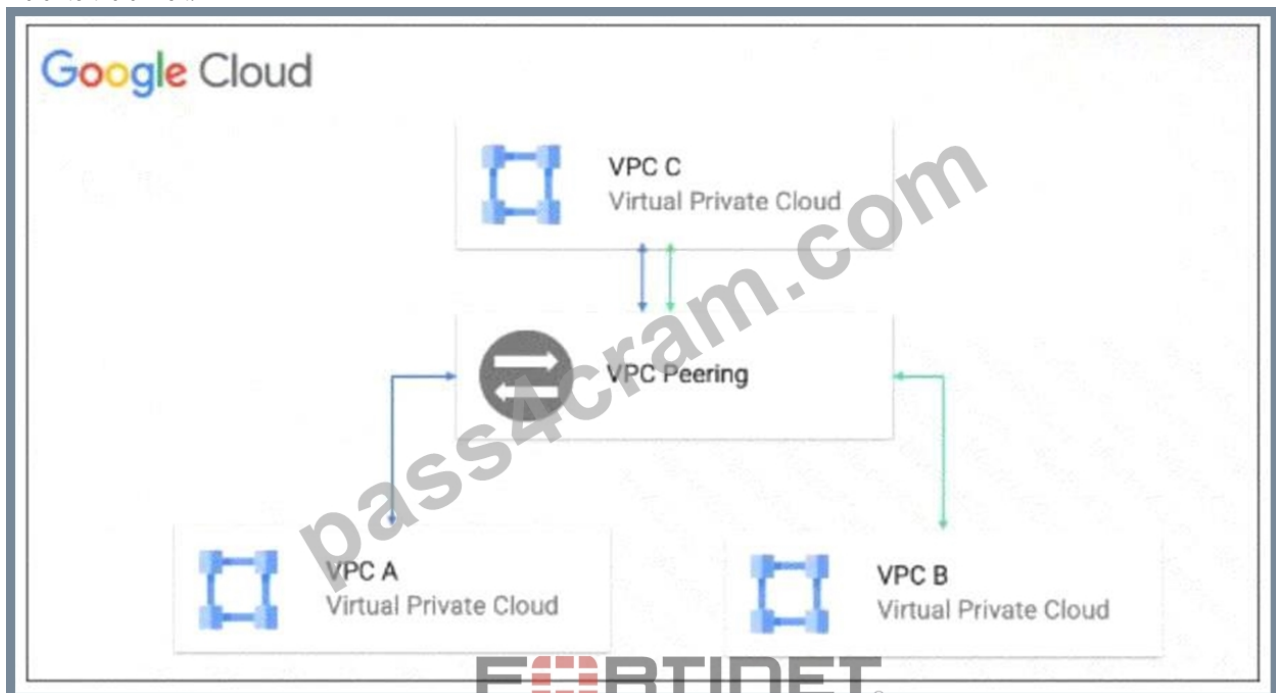 Google Cloud
VPC C
Virtual Private Cloud
VPC Peering
pass4cram.com
VPC A
Virtual Private Cloud
VPC B
Virtual Private Cloud